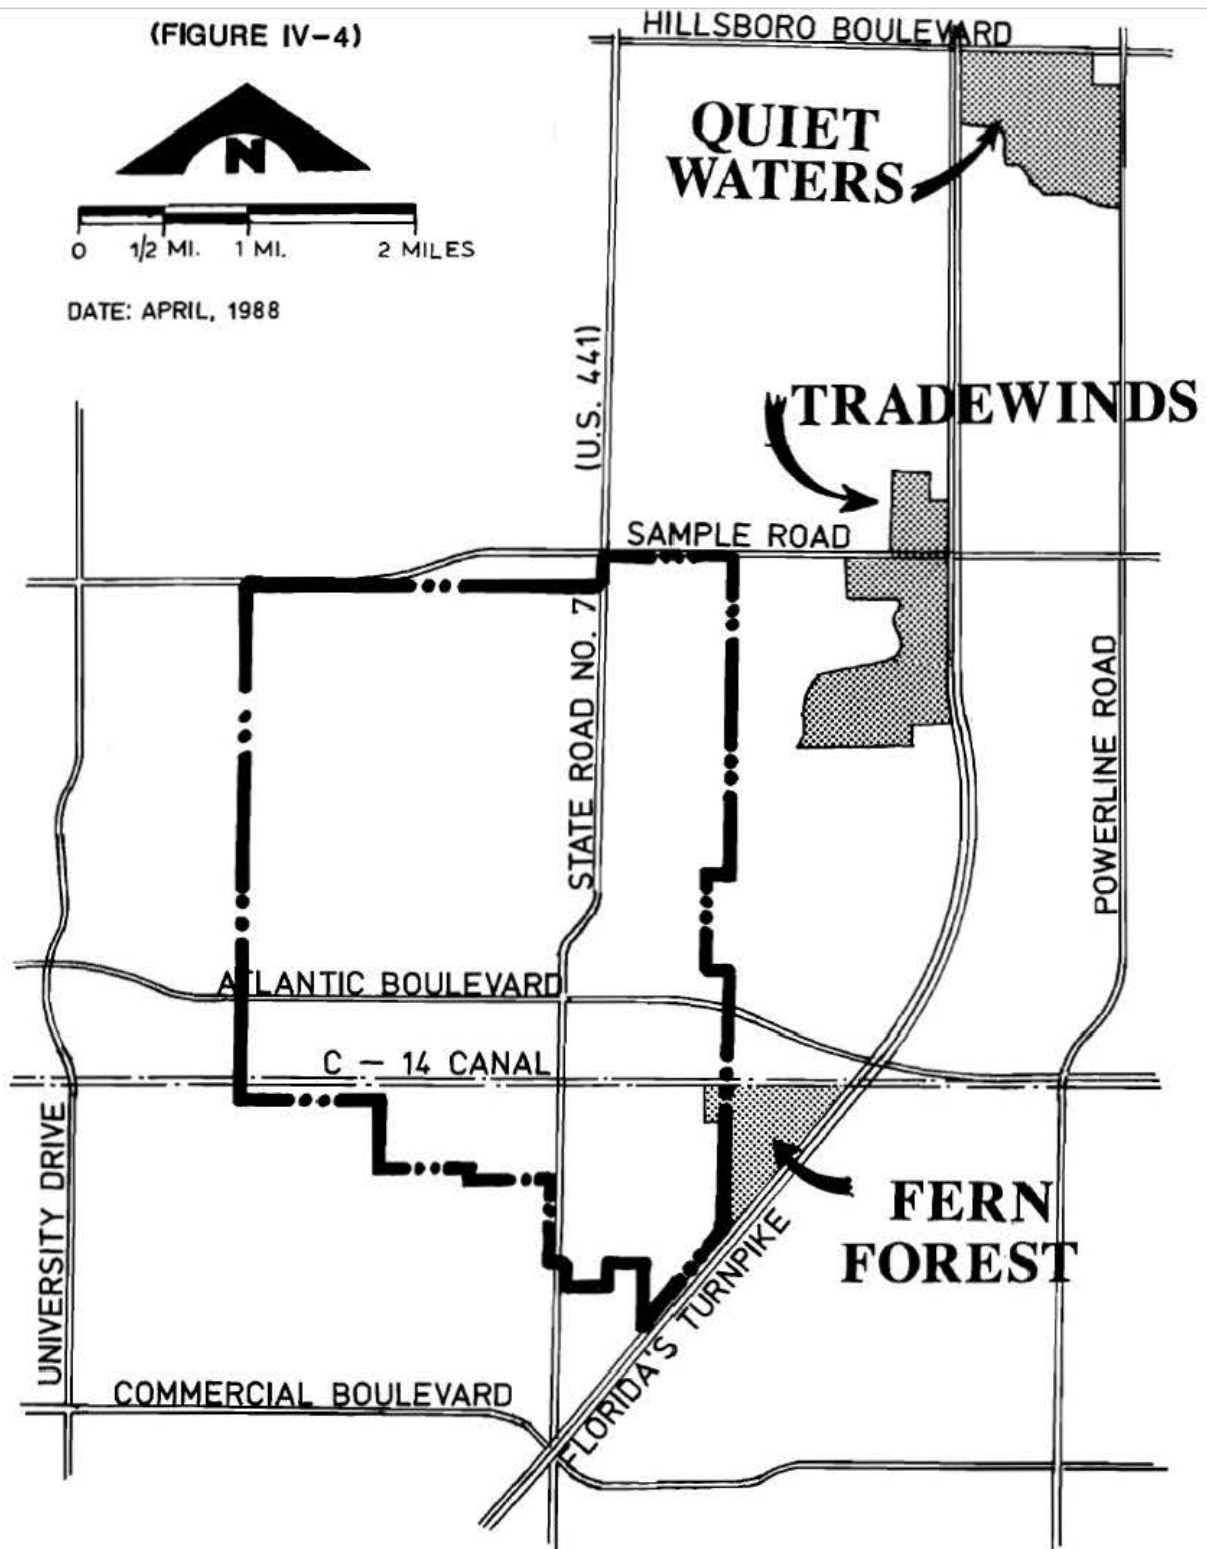 (FIGURE IV-4)
HILLSBORO BOULEVARD
N
QUIET
WATERS
0 1/2 MI. 1 MI. 2 MILES
DATE: APRIL, 1988
(U.S. 441)
TRADEWINDS
SAMPLE ROAD
STATE ROAD NO. 7
POWERLINE ROAD
ATLANTIC BOULEVARD
C - 14 CANAL
UNIVERSITY DRIVE
FERN
FOREST
FLORIDA'S TURNPIKE
COMMERCIAL BOULEVARD